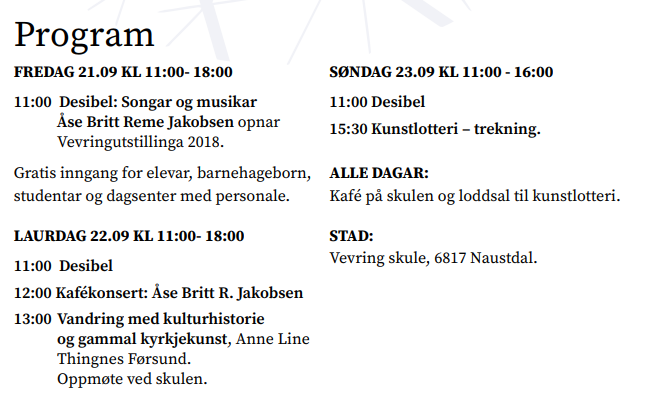 Program
FREDAG 21.09 KL 11:00- 18:00
11:00 Desibel: Songar og musikar
Åse Britt Reme Jakobsen opnar
Vevringutstillinga 2018.
Gratis inngang for elevar, barnehageborn,
studentar og dagsenter med personale.
LAURDAG 22.09 KL 11:00- 18:00
11:00 Desibel
12:00 Kafékonsert: Åse Britt R. Jakobsen
13:00 Vandring med kulturhistorie
og gammal kyrkjekunst, Anne Line
Thingnes Førsund.
Oppmøte ved skulen.
SØNDAG 23.09 KL 11:00 - 16:00
11:00 Desibel
15:30 Kunstlotteri – trekning.
ALLE DAGAR:
Kafé på skulen og loddsal til kunstlotteri.
STAD:
Vevring skule, 6817 Naustdal.